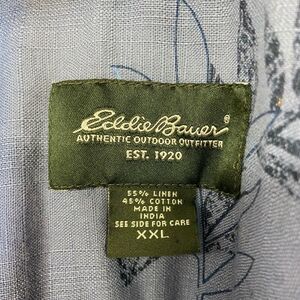 Eddie Bauer®
AUTHENTIC OUTDOOR OUTFITTER
EST. 1920
55% LINEN
45% COTTON
MADE IN
INDIA
SEE SIDE FOR CARE
XXL